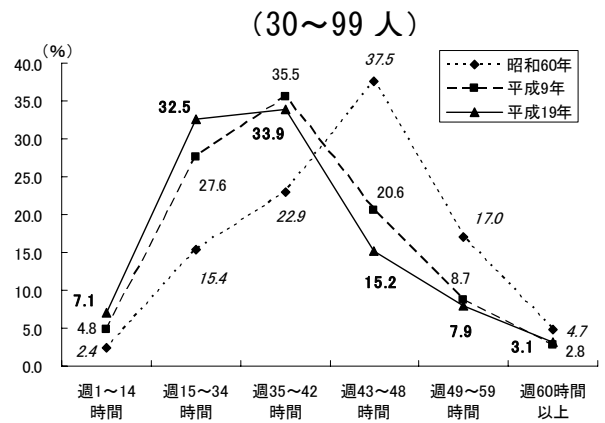 （30～99 人）
（%）
昭和60年
平成9年
平成19年
40.0
35.0
30.0
25.0
20.0
15.0
10.0
5.0
0.0
37.5
35.5
32.5
33.9
27.6
22.9
20.6
17.0
15.4
15.2
8.7
7.9
7.1
4.8
2.4
4.7
3.1
2.8
週1～14
時間
週15～34
時間
週35～42
時間
週43～48
時間
週49～59
時間
週60時間
以上